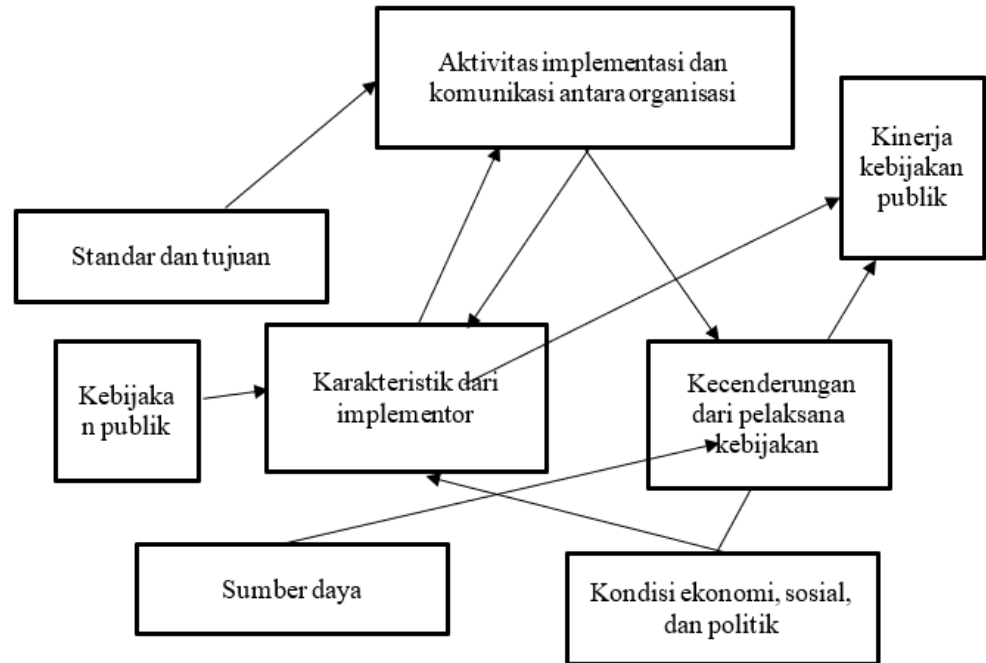 Aktivitas implementasi dan
komunikasi antara organisasi
Kinerja
kebijakan
publik
Standar dan tujuan
Kebijaka
n publik
Karakteristik dari
implementor
Kecenderungan
dari pelaksana
kebijakan
Sumber daya
Kondisi ekonomi, sosial,
dan politik